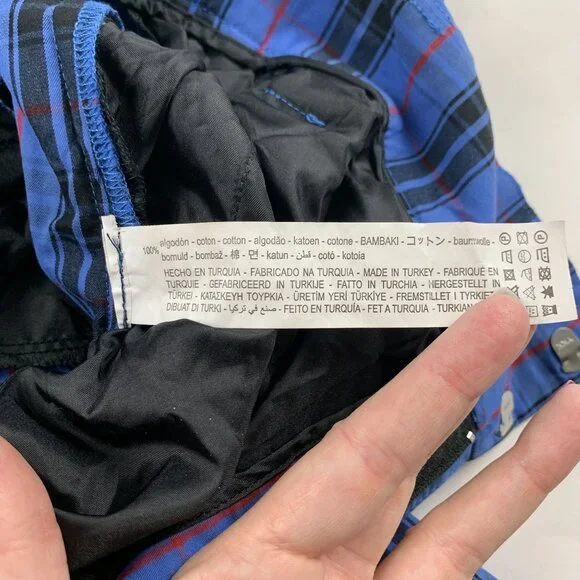 100% algodón - coton - cotton - algodão - katoen - cotone - BAMBAKI - コットン - baumwolle -
bomuld - bombaž - 棉 - 면 - katun - قطن - cotó - kotoia
HECHO EN TURQUIA - FABRICADO NA TURQUIA - MADE IN TURKEY - FABRIQUÉ EN
TURQUIE - GEFABRICEERD IN TURKIJE - FATTO IN TURCHIA - HERGESTELLT IN
TÜRKEI - ΚΑΤΑΣΚΕΥΗ ΤΟΥΡΚΙΑ - ÜRETİM YERİ TÜRKİYE - FREMSTILLET I TYRKIET
DIBUAT DI TURKI - صنع في تركيا - FEITO EN TURQUÍA - FET A TURQUIA - TURKIAN